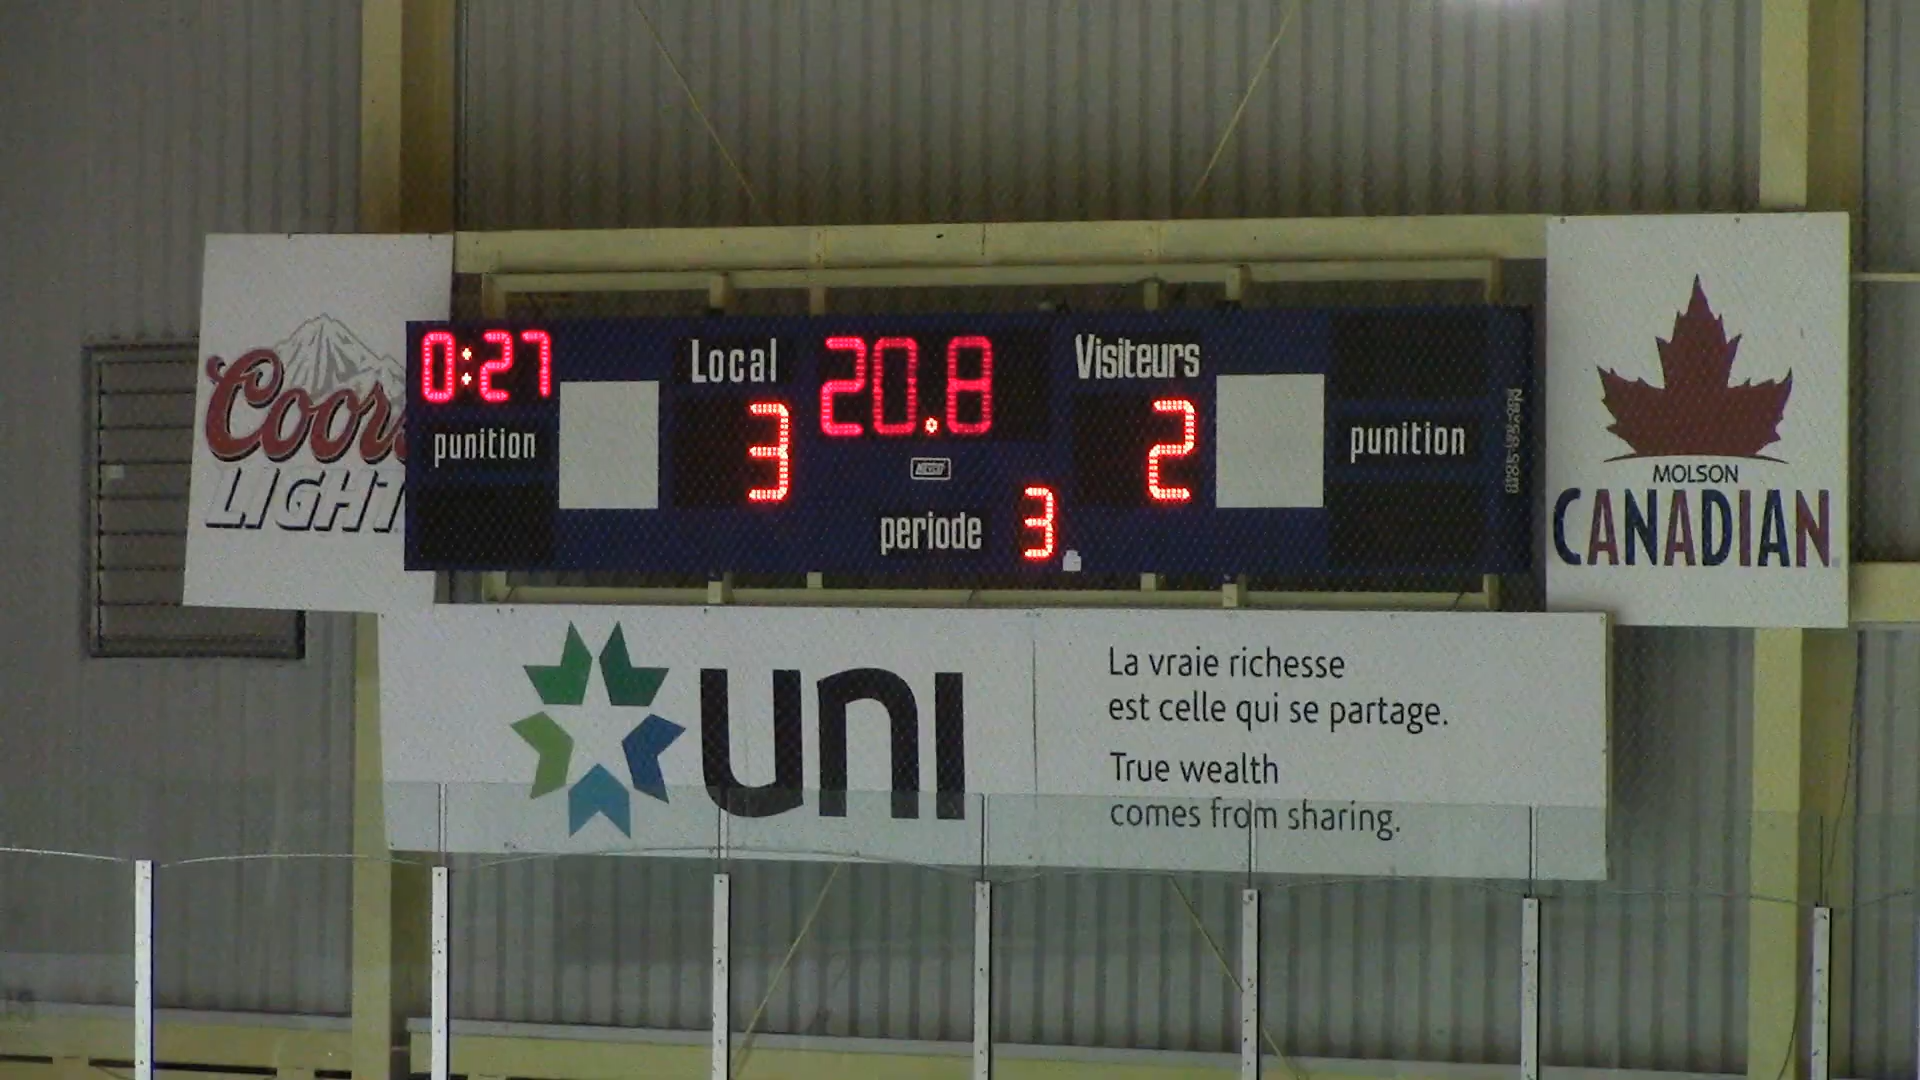 Coors
LIGHT
0:27
punition
Local
3
20.8
periode 3
Visiteurs
2
punition
MOLSON
CANADIAN
uni
La vraie richesse
est celle qui se partage.
True wealth
comes from sharing.